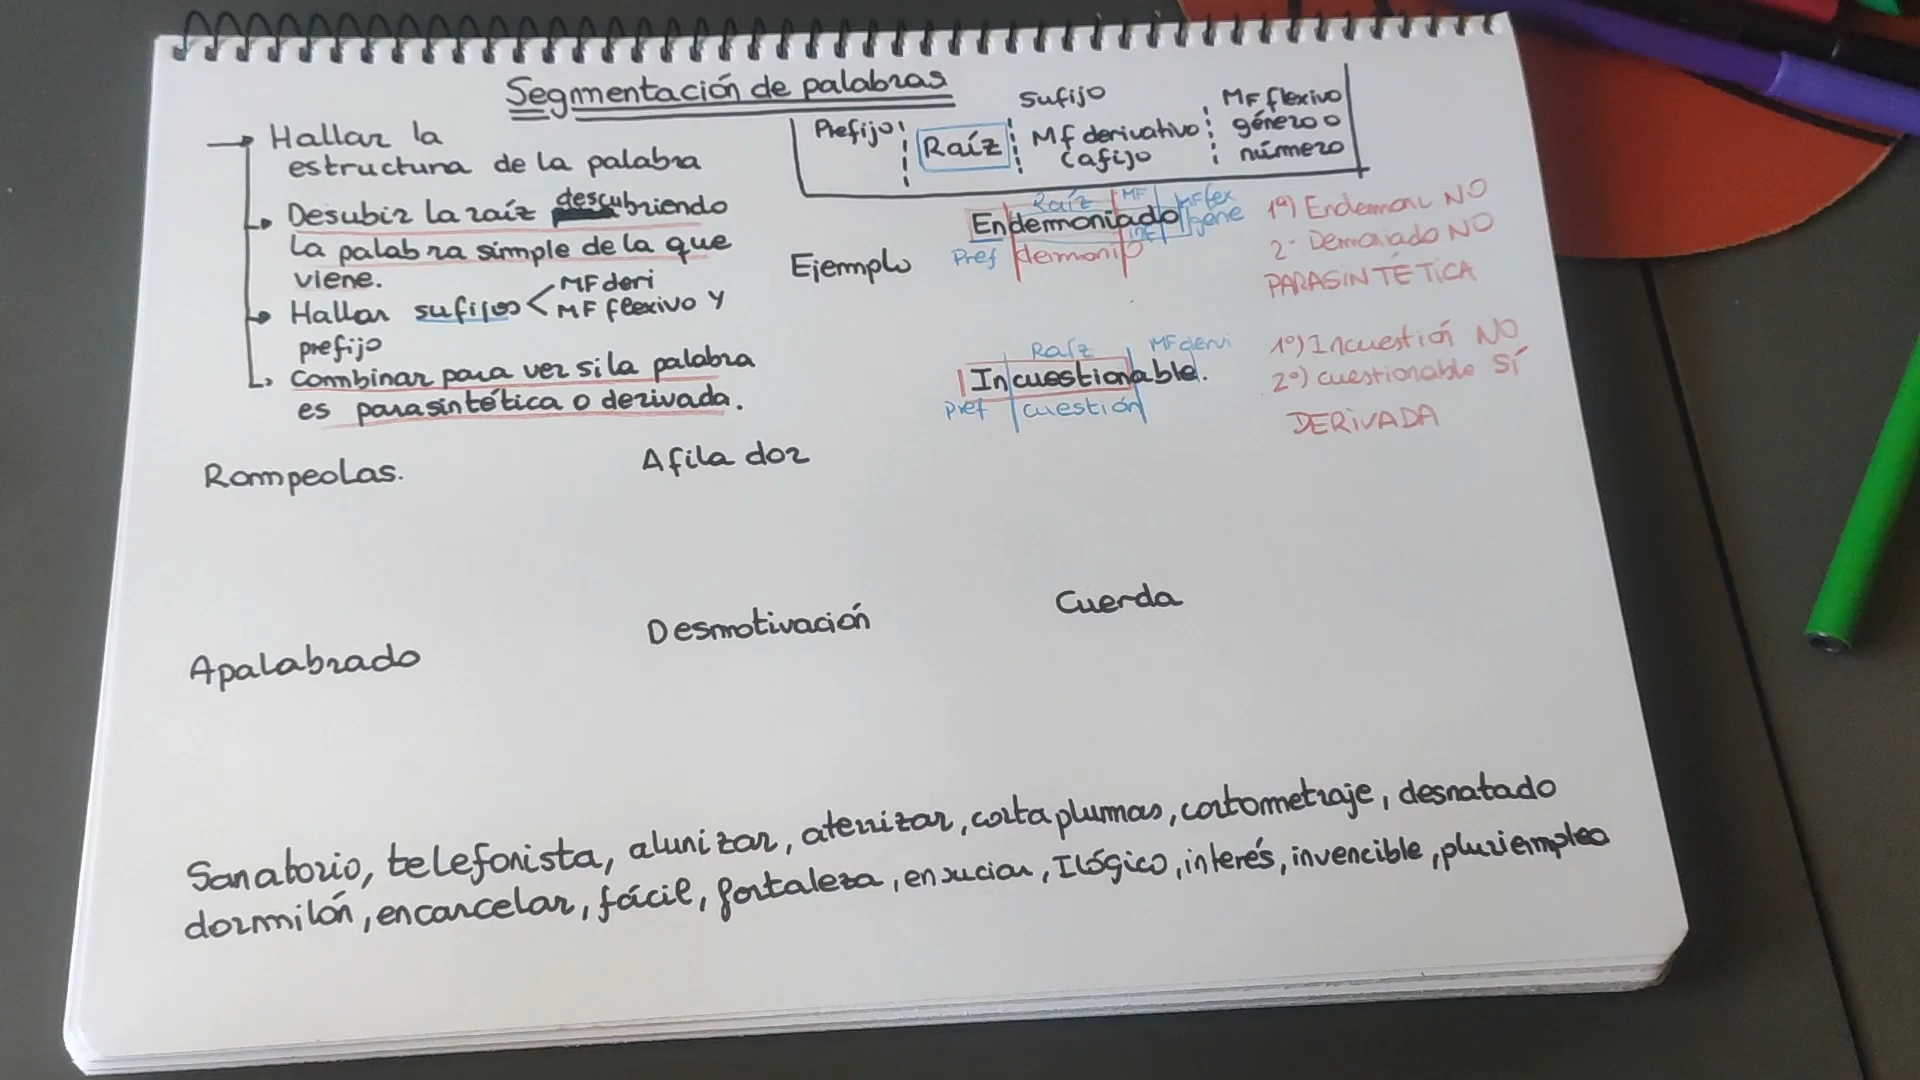 Segmentación de palabras
Hallar la
estructura de la palabra
Desubir la raíz descubriendo
la palabra simple de la que
viene.
Hallar sufijos < MF deri
MF flexivo y
prefijo
Combinar para ver si la palabra
es parasintética o derivada.
Prefijo
Raíz
Sufijo
Mf derivativo
(afijo
MF flexivo
género o
número
Ejemplo
Raíz MF MFlex
Endemoniado gene
Pref demonio
1º) Endemoni NO
2- Demoniado NO
PARASINTÉTICA
Raíz MF deri
Incuestionable.
pref cuestión
1º) Incuestión NO
2º) cuestionable SÍ
DERIVADA
Rompeolas.
Afilador
Apalabrado
Desmotivación
Cuerda
Sanatorio, telefonista, alunizar, aterrizar, cortaplumas, cortometraje, desnatado
dormilón, encarcelar, fácil, fortaleza, ensuciar, Ilógico, interés, invencible, pluriempleo